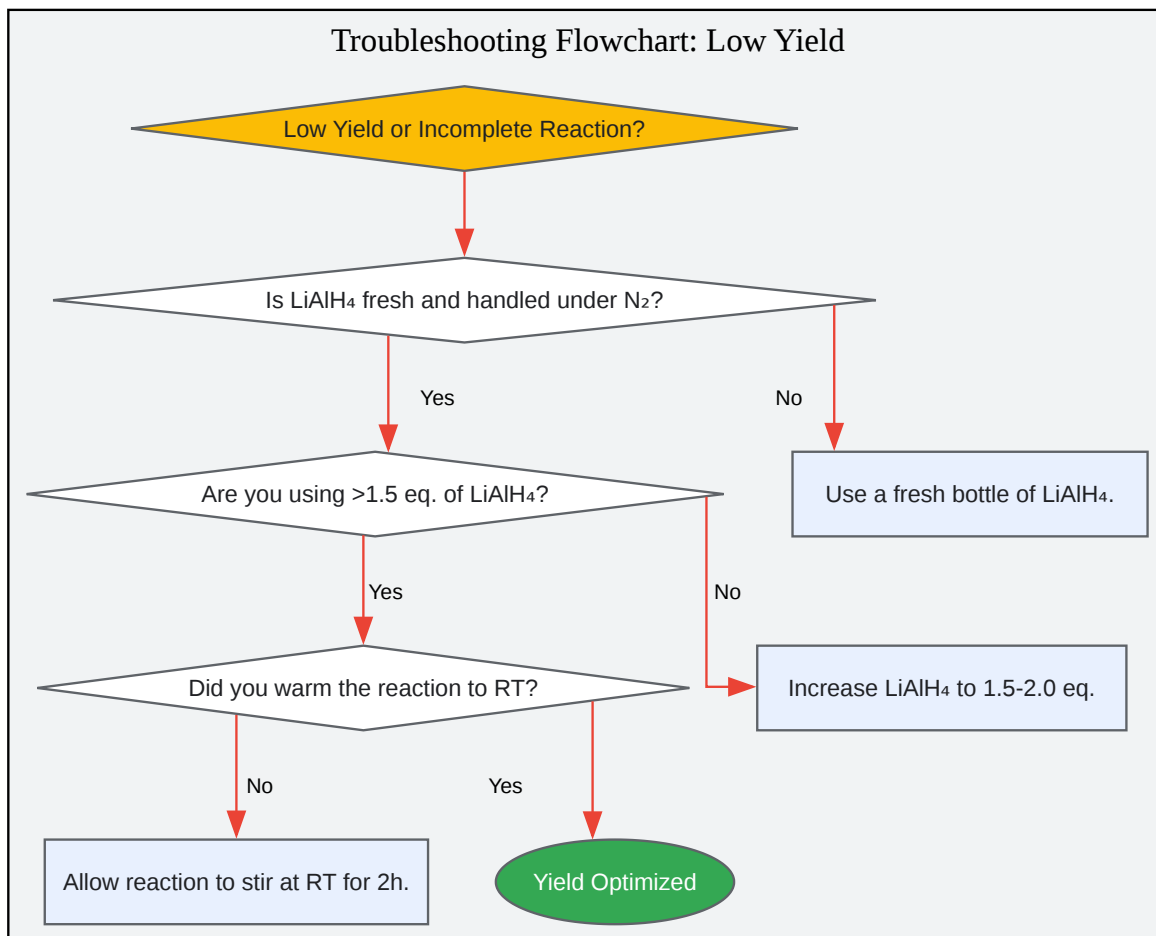 Troubleshooting Flowchart: Low Yield
Low Yield or Incomplete Reaction?
Is LiAlH₄ fresh and handled under N₂?
Yes
No
Are you using >1.5 eq. of LiAlH₄?
Use a fresh bottle of LiAlH₄.
Yes
No
Did you warm the reaction to RT?
Increase LiAlH₄ to 1.5-2.0 eq.
No
Yes
Allow reaction to stir at RT for 2h.
Yield Optimized